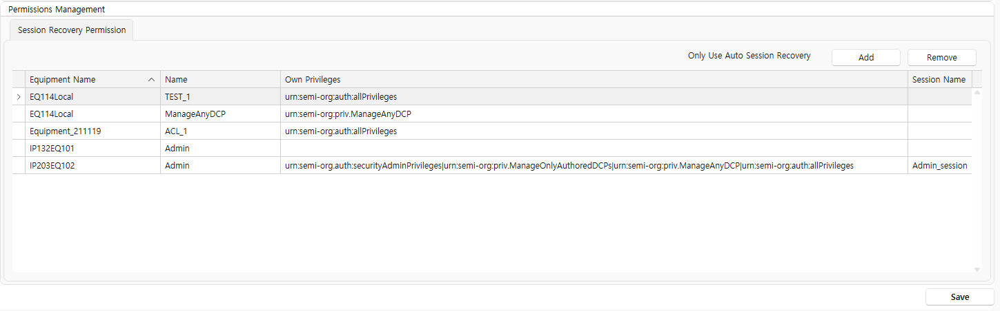 Permissions Management
Session Recovery Permission
Only Use Auto Session Recovery Add Remove
Equipment Name Name Own Privileges Session Name
EQ114Local TEST_1 urn:semi-org:auth:allPrivileges
EQ114Local ManageAnyDCP urn:semi-org:priv.ManageAnyDCP
Equipment_211119 ACL_1 urn:semi-org:auth:allPrivileges
IP132EQ101 Admin
IP203EQ102 Admin urn:semi-org.auth:securityAdminPrivileges|urn:semi-org:priv.ManageOnlyAuthoredDCPs|urn:semi-org:priv.ManageAnyDCP|urn:semi-org:auth:allPrivileges Admin_session
Save